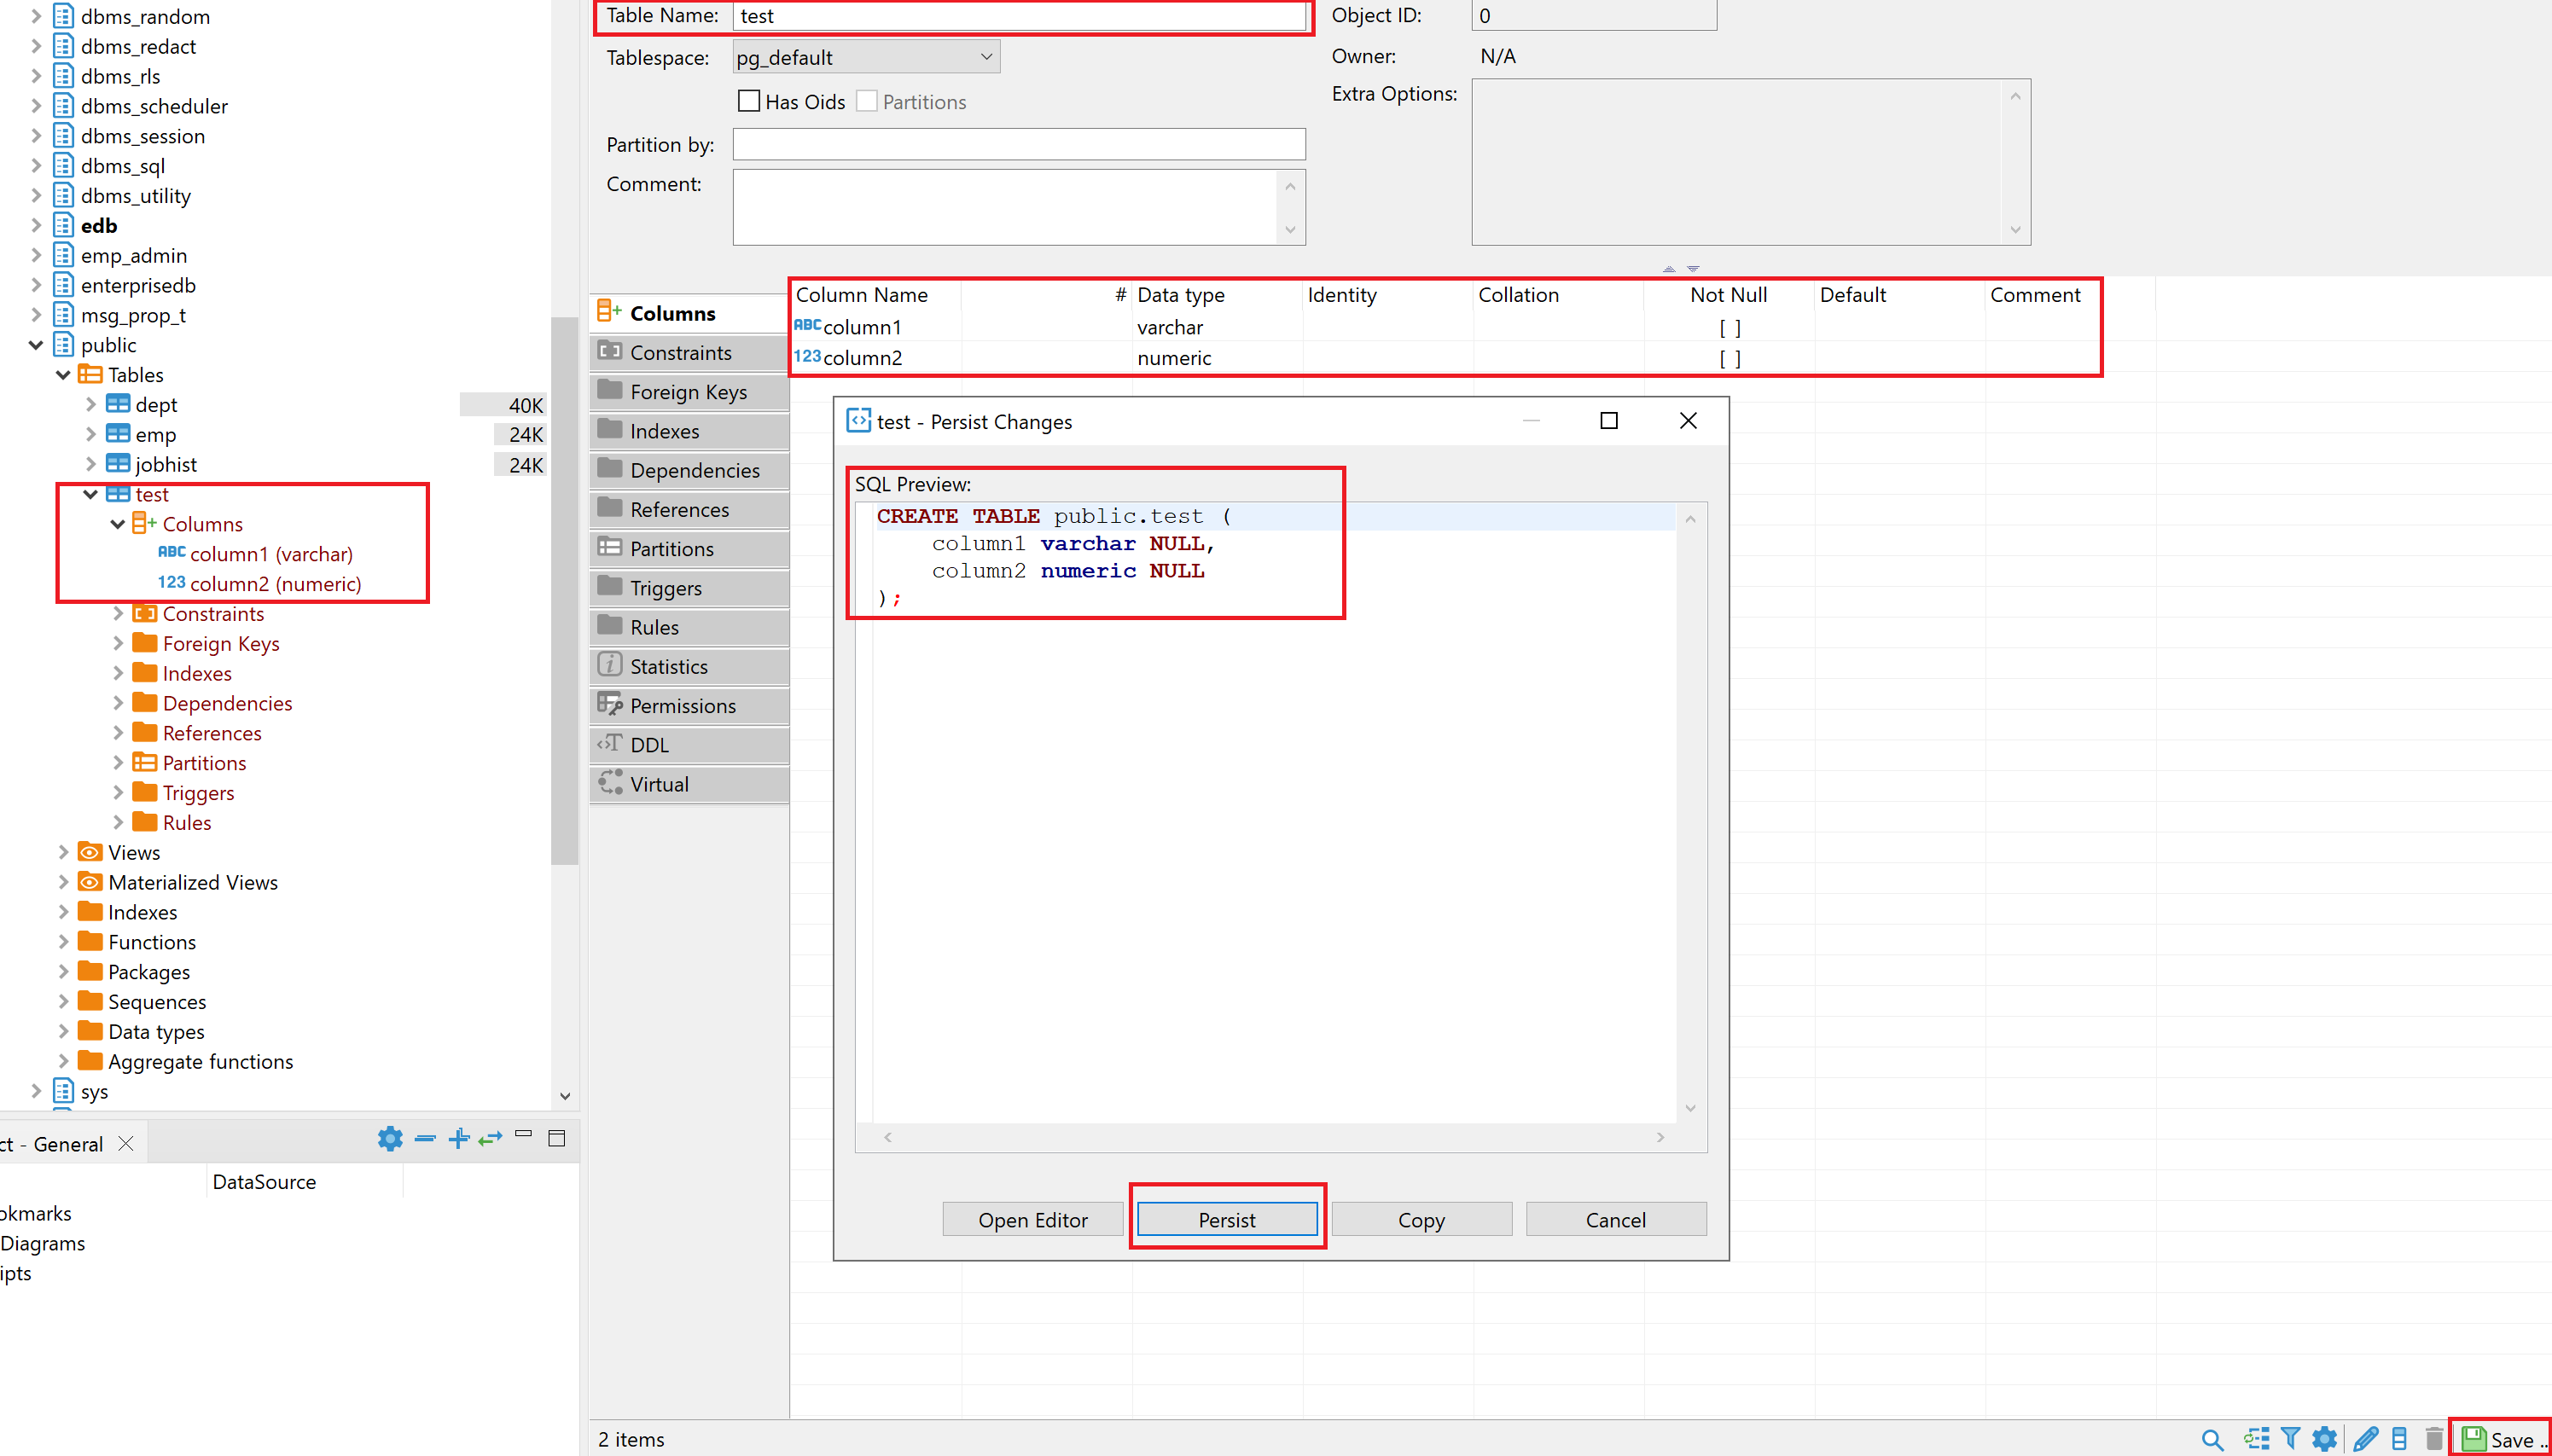 dbms_random
dbms_redact
dbms_rls
dbms_scheduler
dbms_session
dbms_sql
dbms_utility
edb
emp_admin
enterprisedb
msg_prop_t
public
Tables
dept 40K
emp 24K
jobhist 24K
test
Columns
ABC column1 (varchar)
123 column2 (numeric)
Constraints
Foreign Keys
Indexes
Dependencies
References
Partitions
Triggers
Rules
Views
Materialized Views
Indexes
Functions
Packages
Sequences
Data types
Aggregate functions
sys
ct - General
DataSource
okmarks
Diagrams
ipts
Table Name: test
Object ID: 0
Tablespace: pg_default
Owner: N/A
Has Oids Partitions
Extra Options:
Partition by:
Comment:
Columns
Constraints
Foreign Keys
Indexes
Dependencies
References
Partitions
Triggers
Rules
Statistics
Permissions
DDL
Virtual
Column Name # Data type Identity Collation Not Null Default Comment
ABC column1 varchar [ ]
123 column2 numeric [ ]
test - Persist Changes
SQL Preview:
CREATE TABLE public.test (
column1 varchar NULL,
column2 numeric NULL
);
Open Editor Persist Copy Cancel
2 items
Save ..